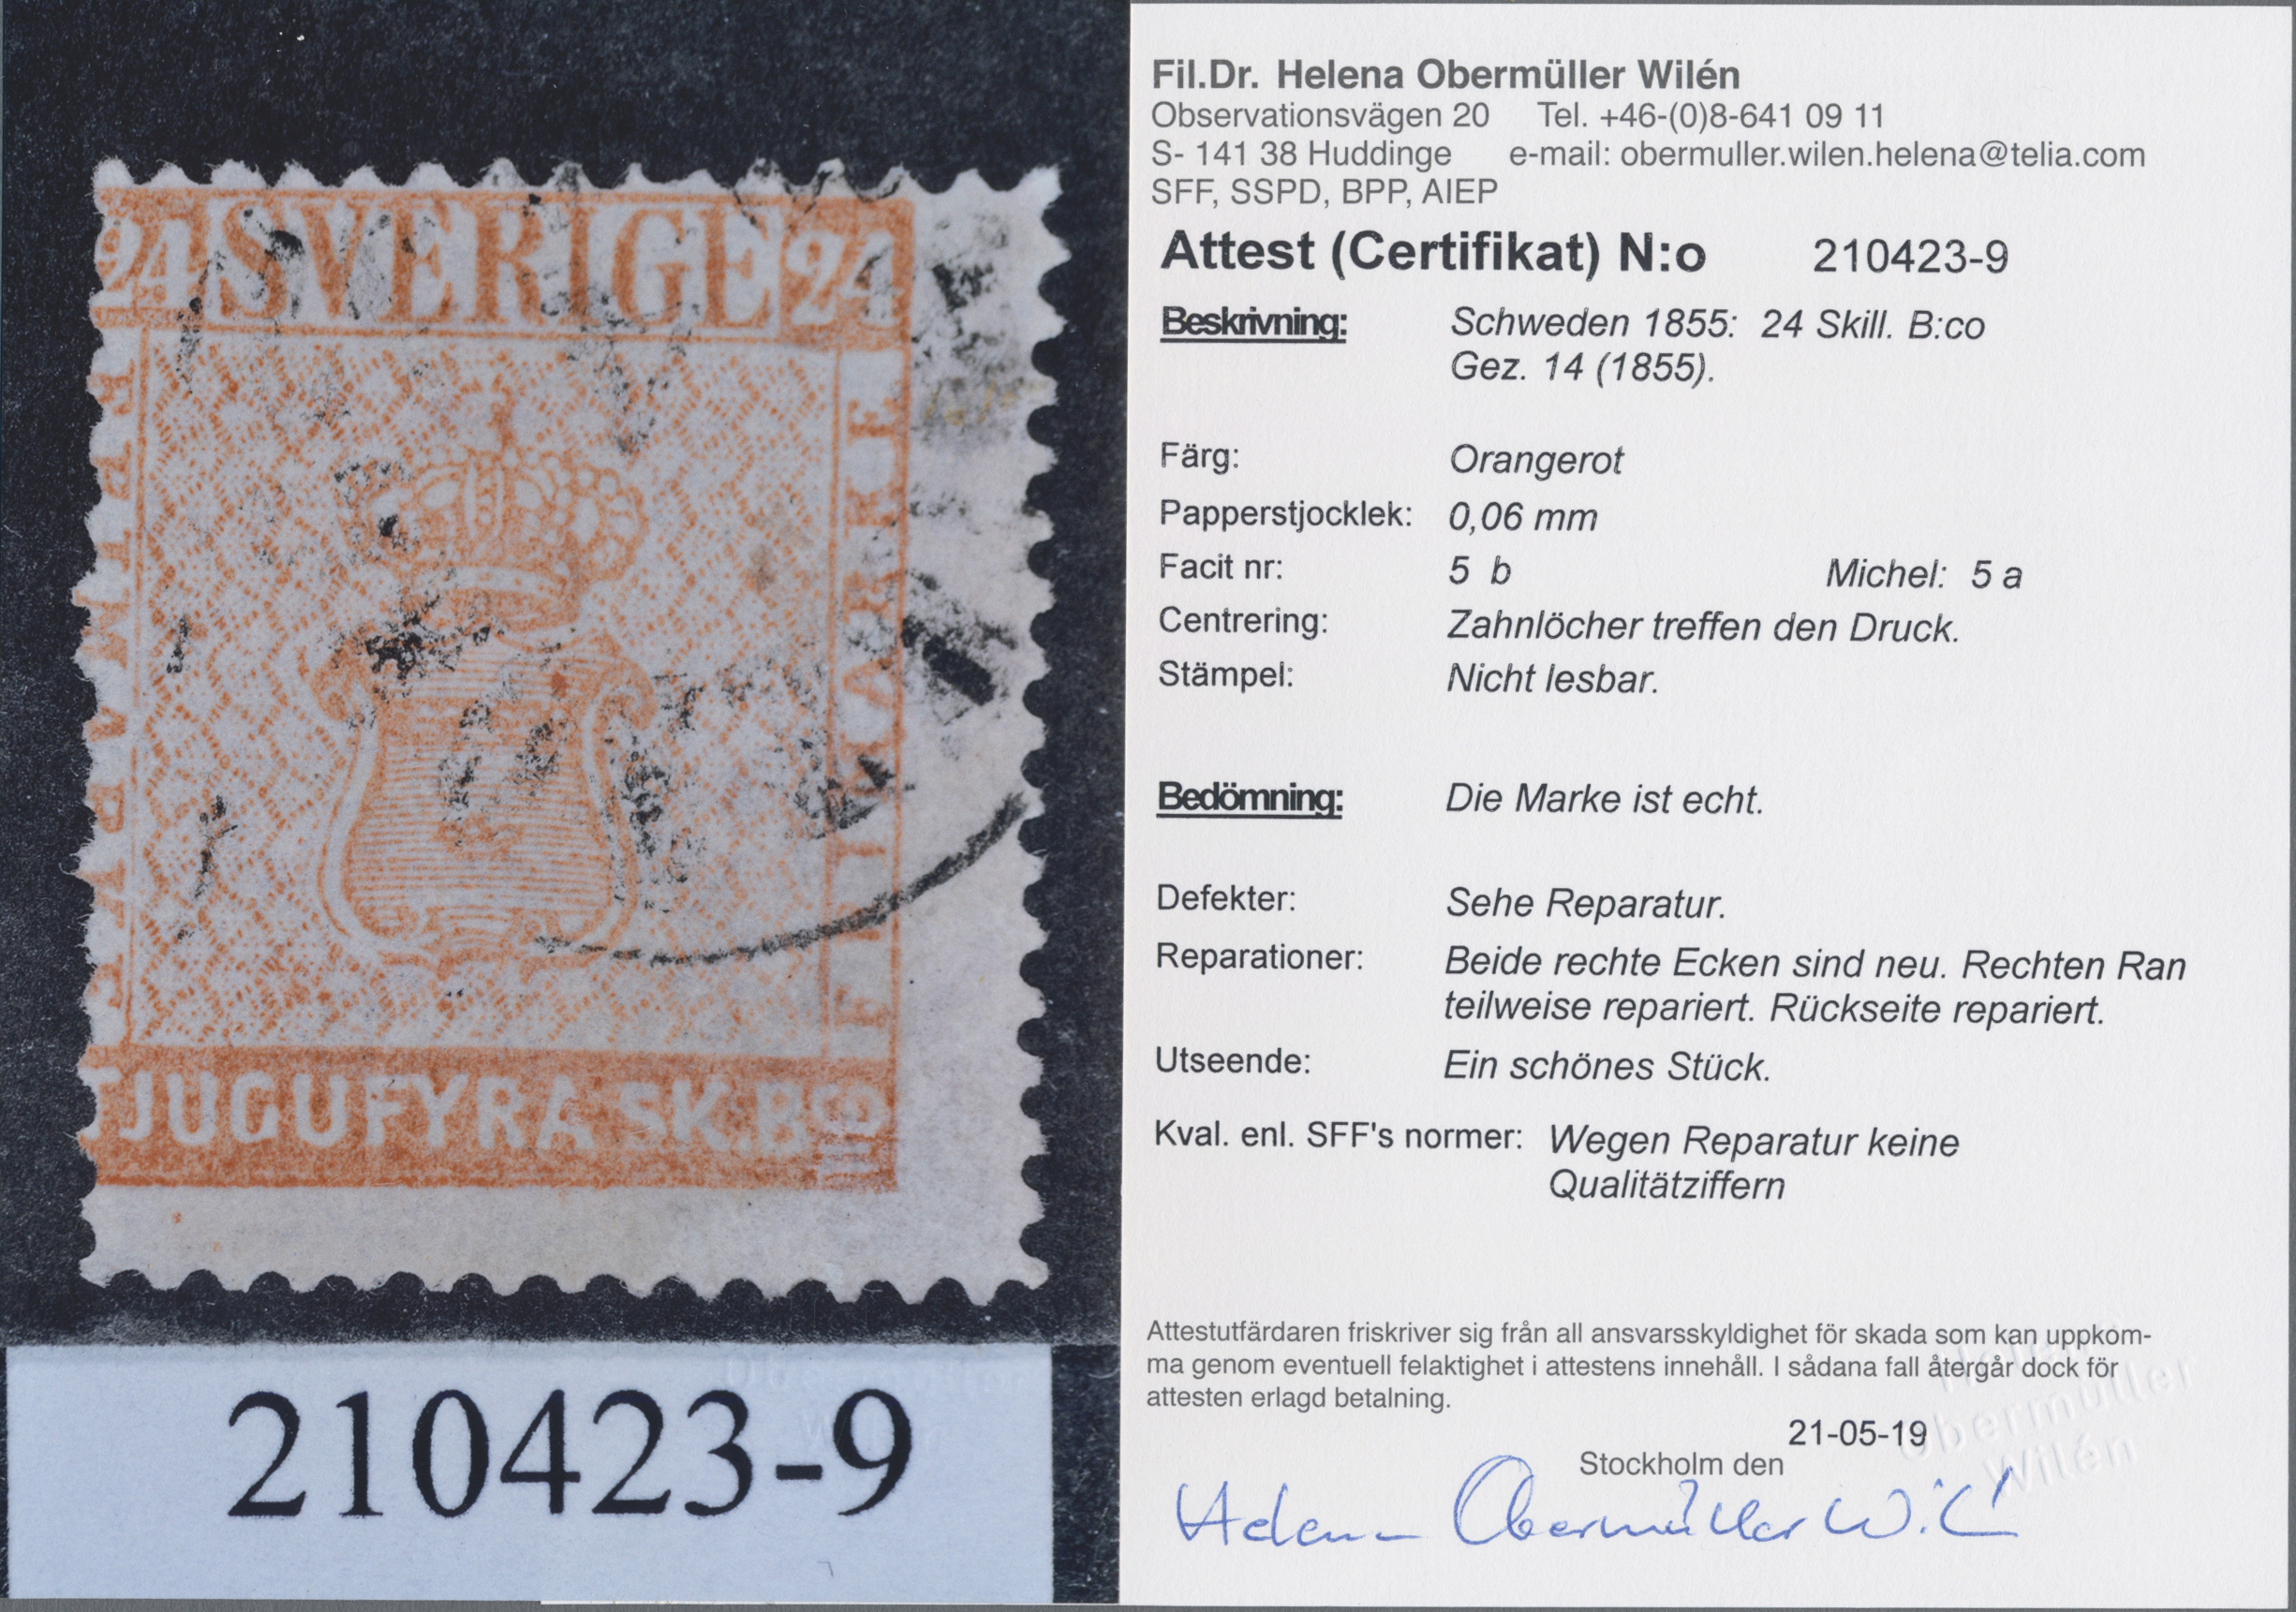 24 SVERIGE 24
TJUGUFYRA SK.Bco
210423-9
Fil.Dr. Helena Obermüller Wilén
Observationsvägen 20 Tel. +46-(0)8-641 09 11
S- 141 38 Huddinge e-mail: obermuller.wilen.helena@telia.com
SFF, SSPD, BPP, AIEP
Attest (Certifikat) N:o 210423-9
Beskrivning: Schweden 1855: 24 Skill. B:co
Gez. 14 (1855).
Färg: Orangerot
Papperstjocklek: 0,06 mm
Facit nr: 5 b Michel: 5 a
Centrering: Zahnlöcher treffen den Druck.
Stämpel: Nicht lesbar.
Bedömning: Die Marke ist echt.
Defekter: Sehe Reparatur.
Reparationer: Beide rechte Ecken sind neu. Rechten Ran
teilweise repariert. Rückseite repariert.
Utseende: Ein schönes Stück.
Kval. enl. SFF's normer: Wegen Reparatur keine
Qualitätziffern
Attestutfärdaren friskriver sig från all ansvarsskyldighet för skada som kan uppkom-
ma genom eventuell felaktighet i attestens innehåll. I sådana fall återgår dock för
attesten erlagd betalning.
21-05-19
Stockholm den
Helena Obermüller Wilén
Obermüller
Wilén